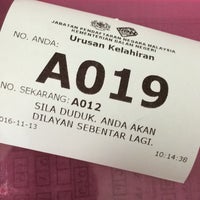 JABATAN PENDAFTARAN NEGARA MALAYSIA
KEMENTERIAN DALAM NEGERI
NO. ANDA: Urusan Kelahiran
A019
NO. SEKARANG: A012
SILA DUDUK. ANDA AKAN
DILAYAN SEBENTAR LAGI.
016-11-13 10:14:38